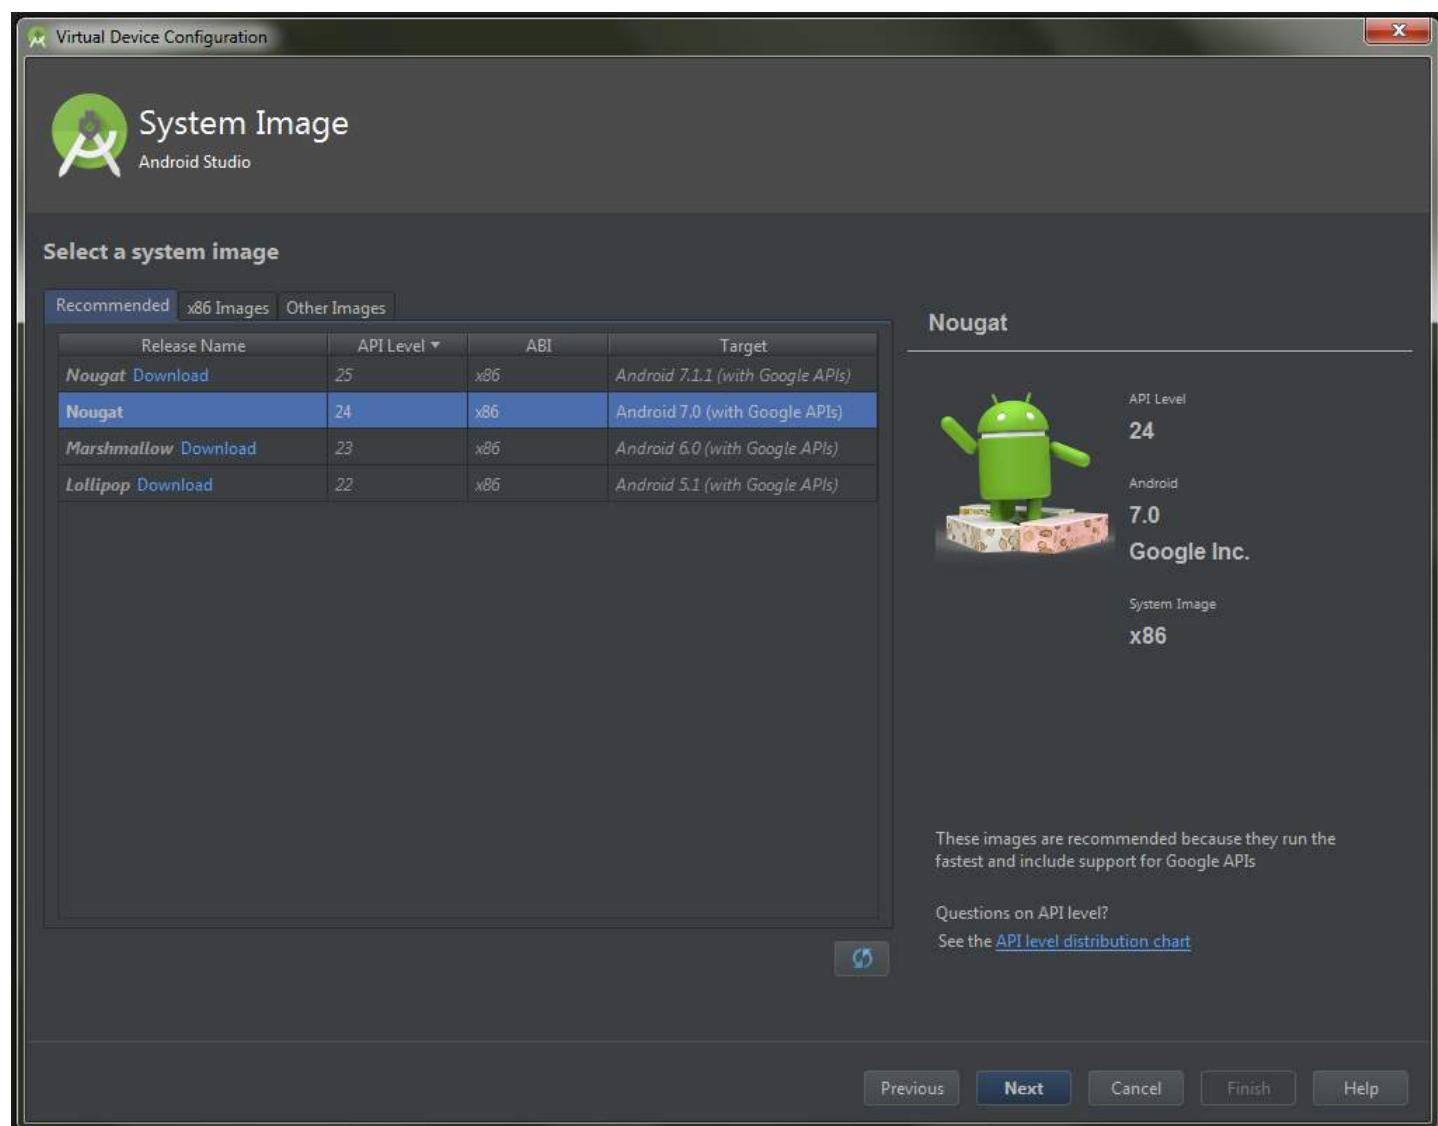 Virtual Device Configuration
System Image
Android Studio
Select a system image
Recommended x86 Images Other Images
Release Name API Level ABI Target
Nougat Download 25 x86 Android 7.1.1 (with Google APIs)
Nougat 24 x86 Android 7.0 (with Google APIs)
Marshmallow Download 23 x86 Android 6.0 (with Google APIs)
Lollipop Download 22 x86 Android 5.1 (with Google APIs)
Nougat
API Level
24
Android
7.0
Google Inc.
System Image
x86
These images are recommended because they run the
fastest and include support for Google APIs
Questions on API level?
See the API level distribution chart
Previous Next Cancel Finish Help